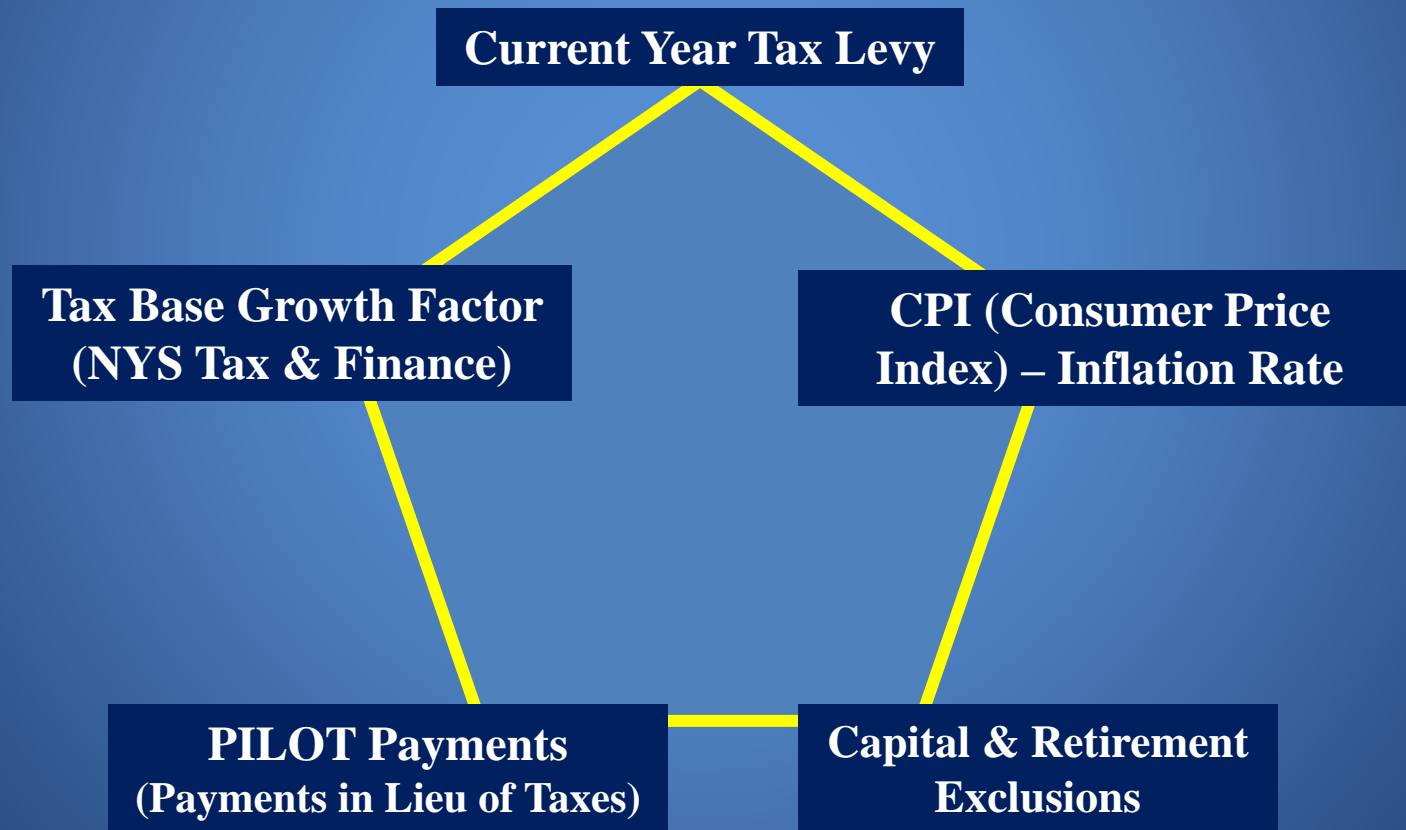 Current Year Tax Levy
Tax Base Growth Factor
(NYS Tax & Finance)
CPI (Consumer Price
Index) – Inflation Rate
PILOT Payments
(Payments in Lieu of Taxes)
Capital & Retirement
Exclusions